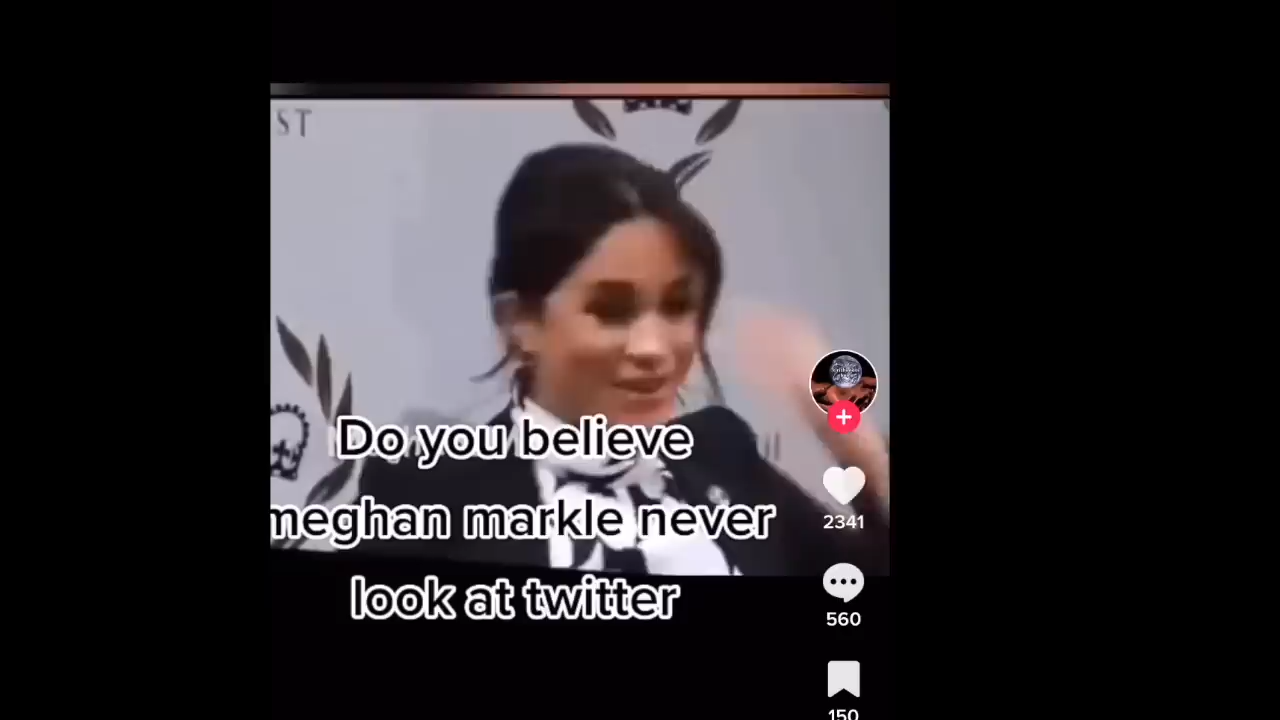 ST
Do you believe
meghan markle never
look at twitter
2341
560
150